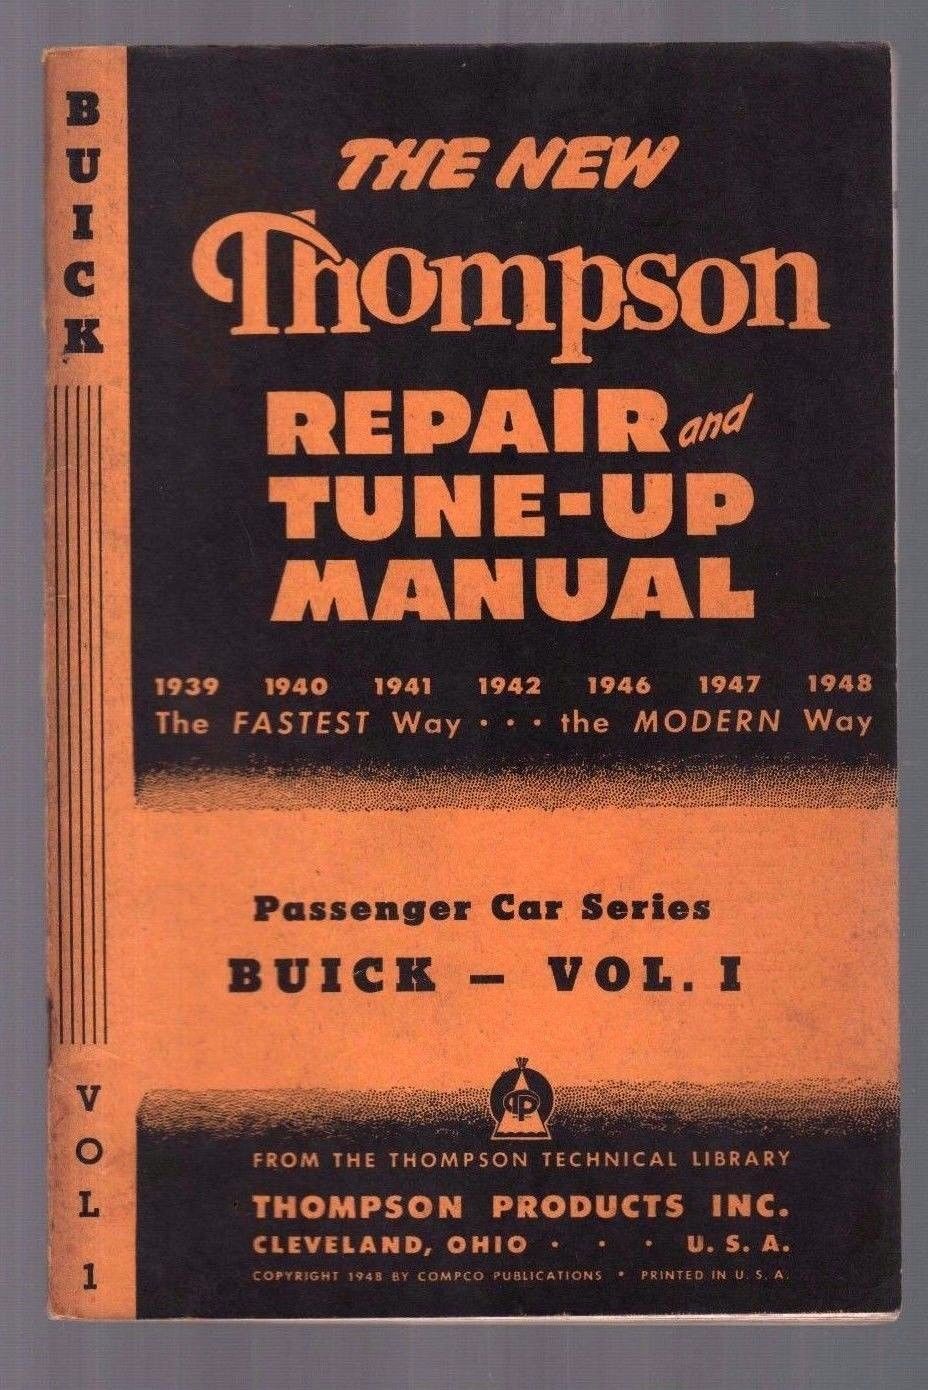 BUICK
VOL 1
THE NEW
Thompson
REPAIR and
TUNE-UP
MANUAL
1939 1940 1941 1942 1946 1947 1948
The FASTEST Way · · · the MODERN Way
Passenger Car Series
BUICK — VOL. I
TP
FROM THE THOMPSON TECHNICAL LIBRARY
THOMPSON PRODUCTS INC.
CLEVELAND, OHIO · · · U. S. A.
COPYRIGHT 1948 BY COMPCO PUBLICATIONS • PRINTED IN U. S. A.